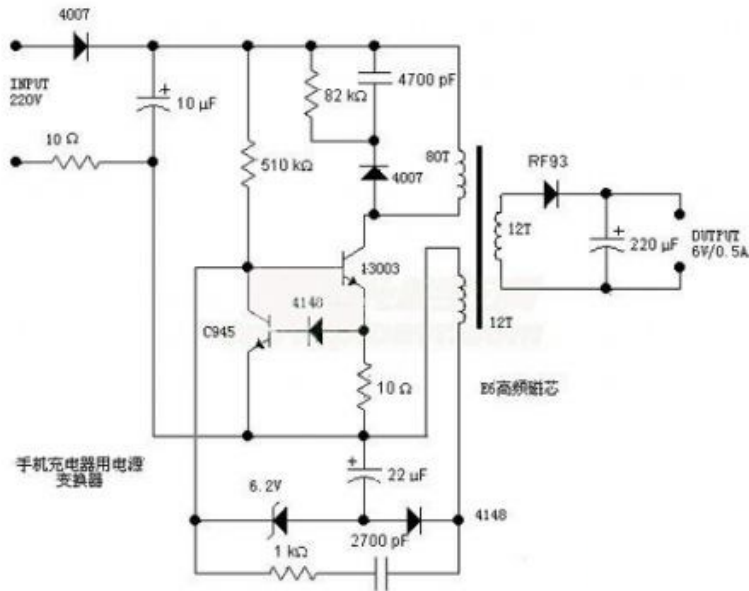 4007
INPUT
220V
10 μF
82 kΩ
4700 pF
10 Ω
510 kΩ
80T
4007
RF93
12T
220 μF
OUTPUT
6V/0.5A
13003
4148
C945
12T
10 Ω
E6高频磁芯
手机充电器用电源
变换器
22 μF
6.2V
4148
2700 pF
1 kΩ